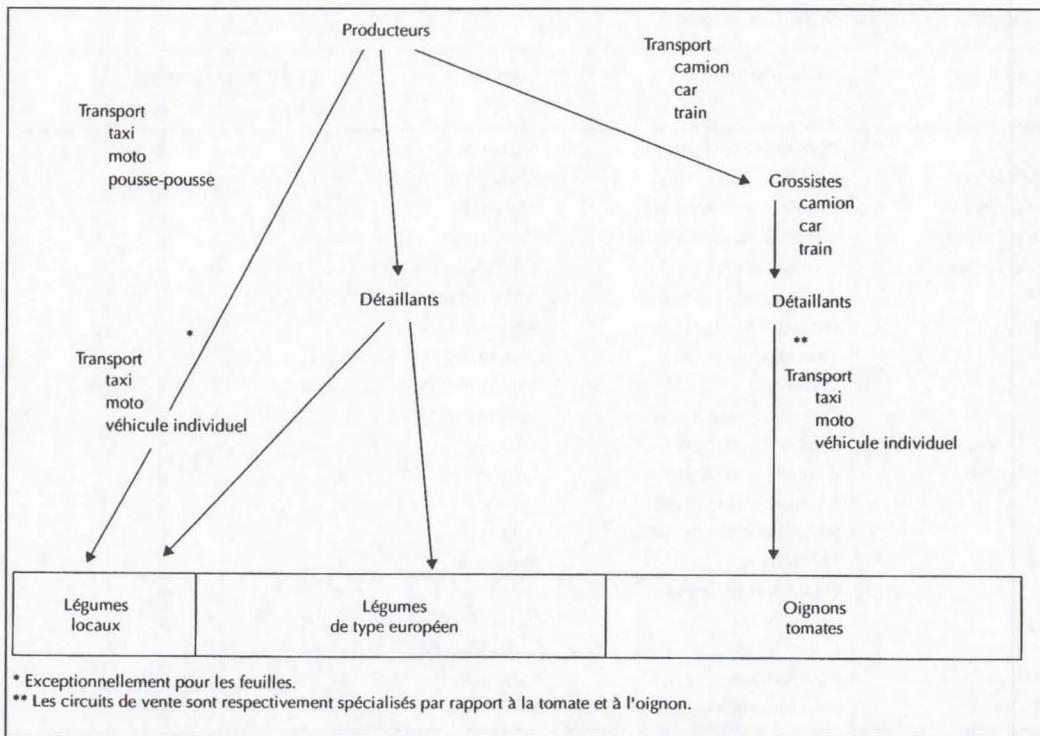 Producteurs
Transport
camion
car
train
Transport
taxi
moto
pousse-pousse
Grossistes
camion
car
train
Détaillants
Détaillants
*
**
Transport
taxi
moto
véhicule individuel
Transport
taxi
moto
véhicule individuel
Légumes
locaux
Légumes
de type européen
Oignons
tomates
* Exceptionnellement pour les feuilles.
** Les circuits de vente sont respectivement spécialisés par rapport à la tomate et à l'oignon.